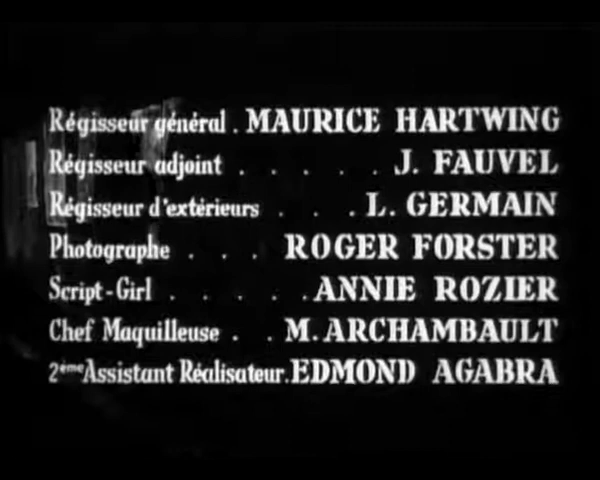 Régisseur général . MAURICE HARTWING
Régisseur adjoint . . . . . J. FAUVEL
Régisseur d'extérieurs . . . L. GERMAIN
Photographe . . . ROGER FORSTER
Script-Girl . . . . . ANNIE ROZIER
Chef Maquilleuse . . M. ARCHAMBAULT
2ème Assistant Réalisateur. EDMOND AGABRA